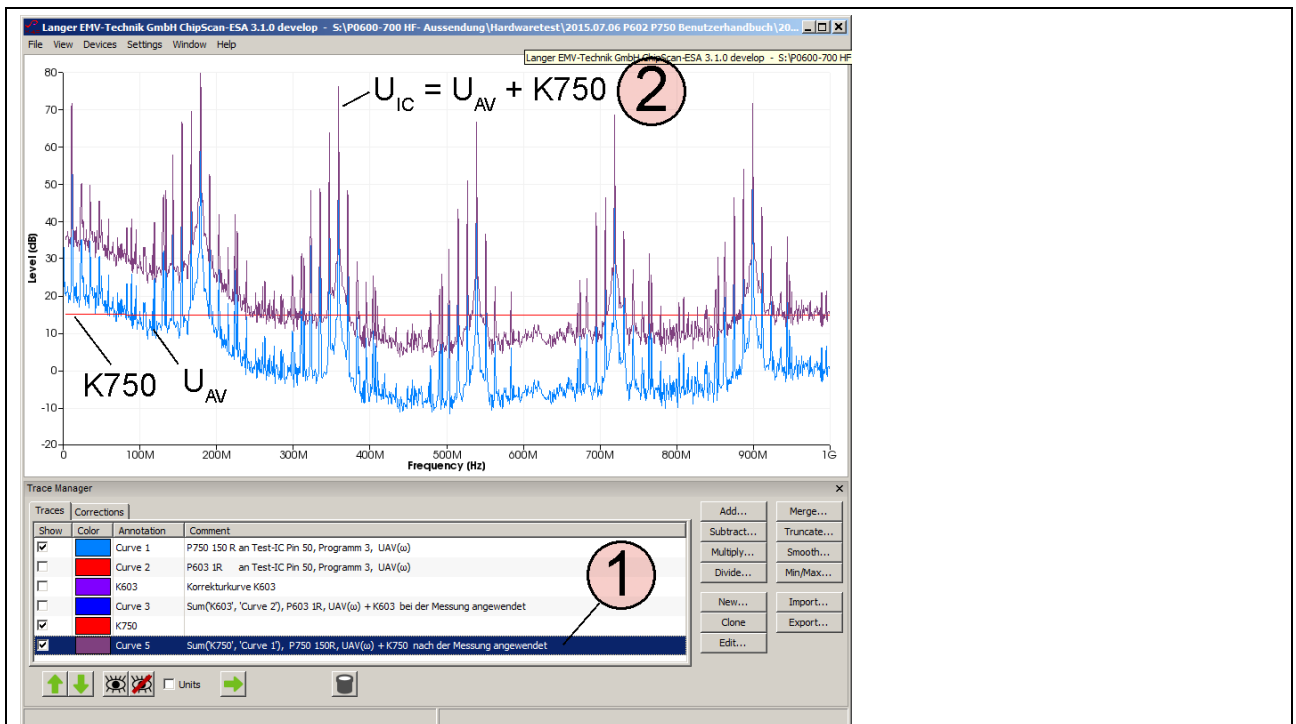 Langer EMV-Technik GmbH ChipScan-ESA 3.1.0 develop - S:\P0600-700 HF- Aussendung\Hardwaretest\2015.07.06 P602 P750 Benutzerhandbuch\20...
File View Devices Settings Window Help
Langer EMV-Technik GmbH ChipScan-ESA 3.1.0 develop - S:\P0600-700 HF
U_IC = U_AV + K750 2
80
70
60
50
40
30
20
10
0
-10
-20
Level (dB)
K750 U_AV
0 100M 200M 300M 400M 500M 600M 700M 800M 900M 1G
Frequency (Hz)
Trace Manager
Traces Corrections
Show Color Annotation Comment
Curve 1 P750 150 R an Test-IC Pin 50, Programm 3, UAV(ω)
Curve 2 P603 1R an Test-IC Pin 50, Programm 3, UAV(ω)
K603 Korrekturkurve K603
Curve 3 Sum('K603', 'Curve 2'), P603 1R, UAV(ω) + K603 bei der Messung angewendet
K750
Curve 5 Sum('K750', 'Curve 1'), P750 150R, UAV(ω) + K750 nach der Messung angewendet
1
Add... Merge...
Subtract... Truncate...
Multiply... Smooth...
Divide... Min/Max...
New... Import...
Clone Export...
Edit...
Units